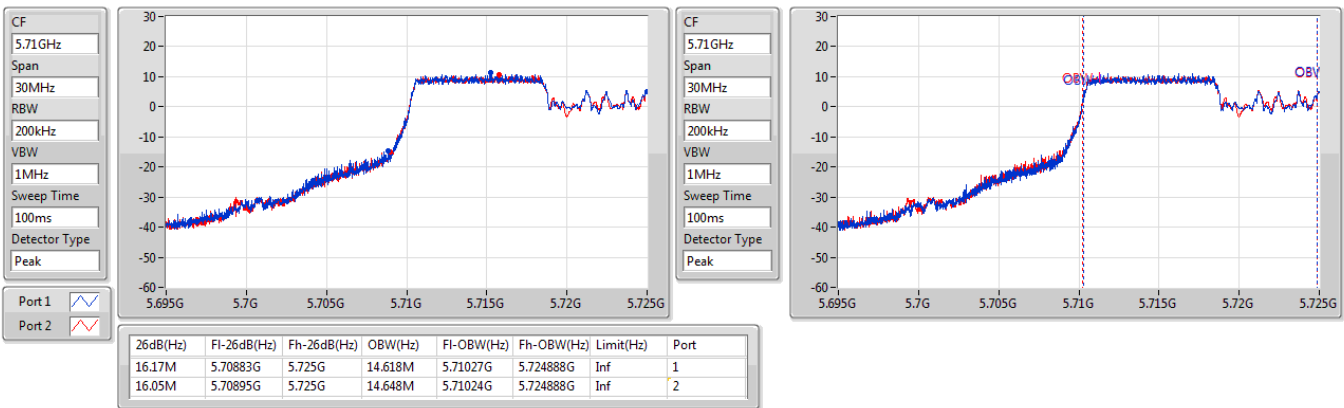 CF
5.71GHz
Span
30MHz
RBW
200kHz
VBW
1MHz
Sweep Time
100ms
Detector Type
Peak
Port 1
Port 2
30
20
10
0
-10
-20
-30
-40
-50
-60
5.695G 5.7G 5.705G 5.71G 5.715G 5.72G 5.725G
CF
5.71GHz
Span
30MHz
RBW
200kHz
VBW
1MHz
Sweep Time
100ms
Detector Type
Peak
30
20
10
0
-10
-20
-30
-40
-50
-60
OBV
5.695G 5.7G 5.705G 5.71G 5.715G 5.72G 5.725G
26dB(Hz) Fl-26dB(Hz) Fh-26dB(Hz) OBW(Hz) Fl-OBW(Hz) Fh-OBW(Hz) Limit(Hz) Port
16.17M 5.70883G 5.725G 14.618M 5.71027G 5.724888G Inf 1
16.05M 5.70895G 5.725G 14.648M 5.71024G 5.724888G Inf 2